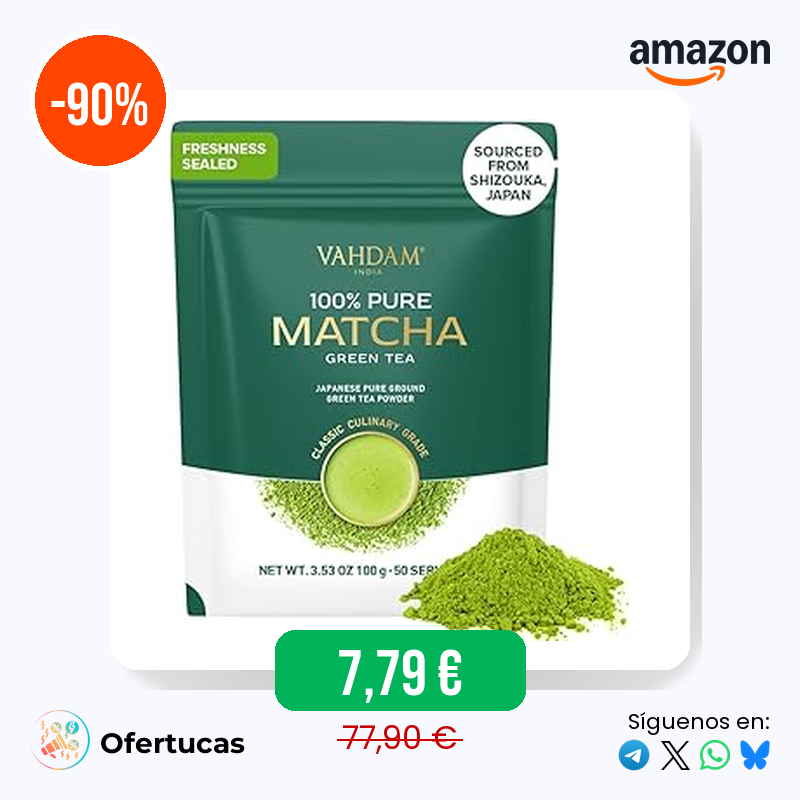 -90%
amazon
FRESHNESS
SEALED
SOURCED
FROM
SHIZOUKA,
JAPAN
VAHDAM®
INDIA
100% PURE
MATCHA
GREEN TEA
JAPANESE PURE GROUND
GREEN TEA POWDER
CLASSIC CULINARY GRADE
NET WT. 3.53 OZ 100 g • 50
7,79 €
77,90 €
Ofertucas
Síguenos en: